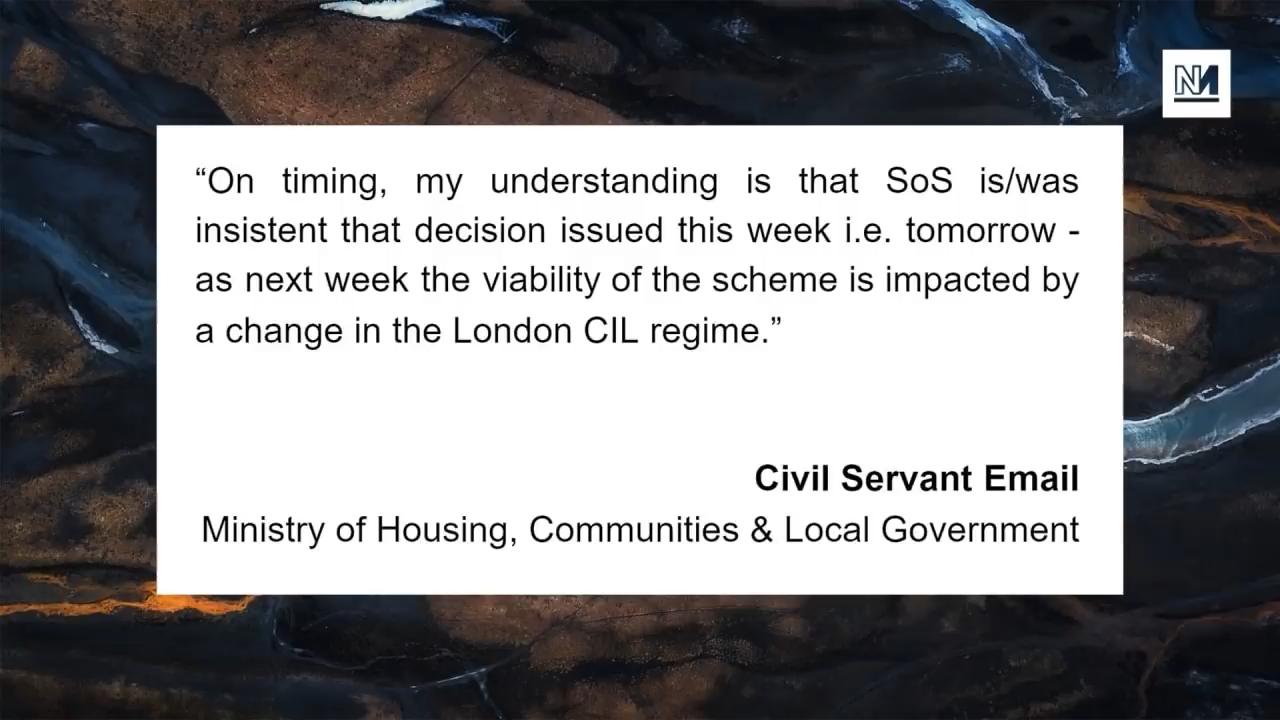 NM
“On timing, my understanding is that SoS is/was
insistent that decision issued this week i.e. tomorrow -
as next week the viability of the scheme is impacted by
a change in the London CIL regime.”
Civil Servant Email
Ministry of Housing, Communities & Local Government